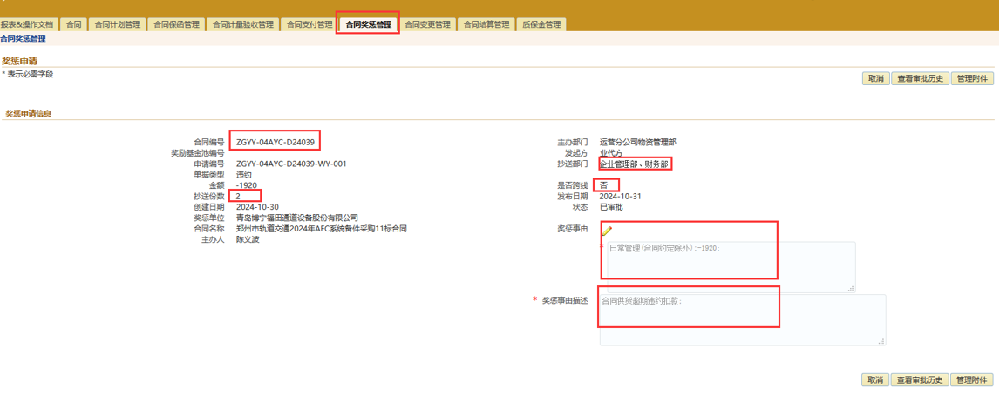 报表&操作文档 合同 合同计划管理 合同保函管理 合同计量验收管理 合同支付管理 合同奖惩管理 合同变更管理 合同结算管理 质保金管理
合同奖惩管理
奖惩申请
* 表示必需字段
取消 查看审批历史 管理附件
奖惩申请信息
合同编号 ZGYY-04AYC-D24039
奖励基金池编号
申请编号 ZGYY-04AYC-D24039-WY-001
单据类型 违约
金额 -1920
抄送份数 2
创建日期 2024-10-30
奖惩单位 青岛博宁福田通道设备股份有限公司
合同名称 郑州市轨道交通2024年AFC系统备件采购11标合同
主办人 陈义波
主办部门 运营分公司物资管理部
发起方 业代方
抄送部门 企业管理部、财务部
是否跨线 否
发布日期 2024-10-31
状态 已审批
奖惩事由
* 日常管理(合同约定除外):-1920;
* 奖惩事由描述 合同供货超期违约扣款;
取消 查看审批历史 管理附件